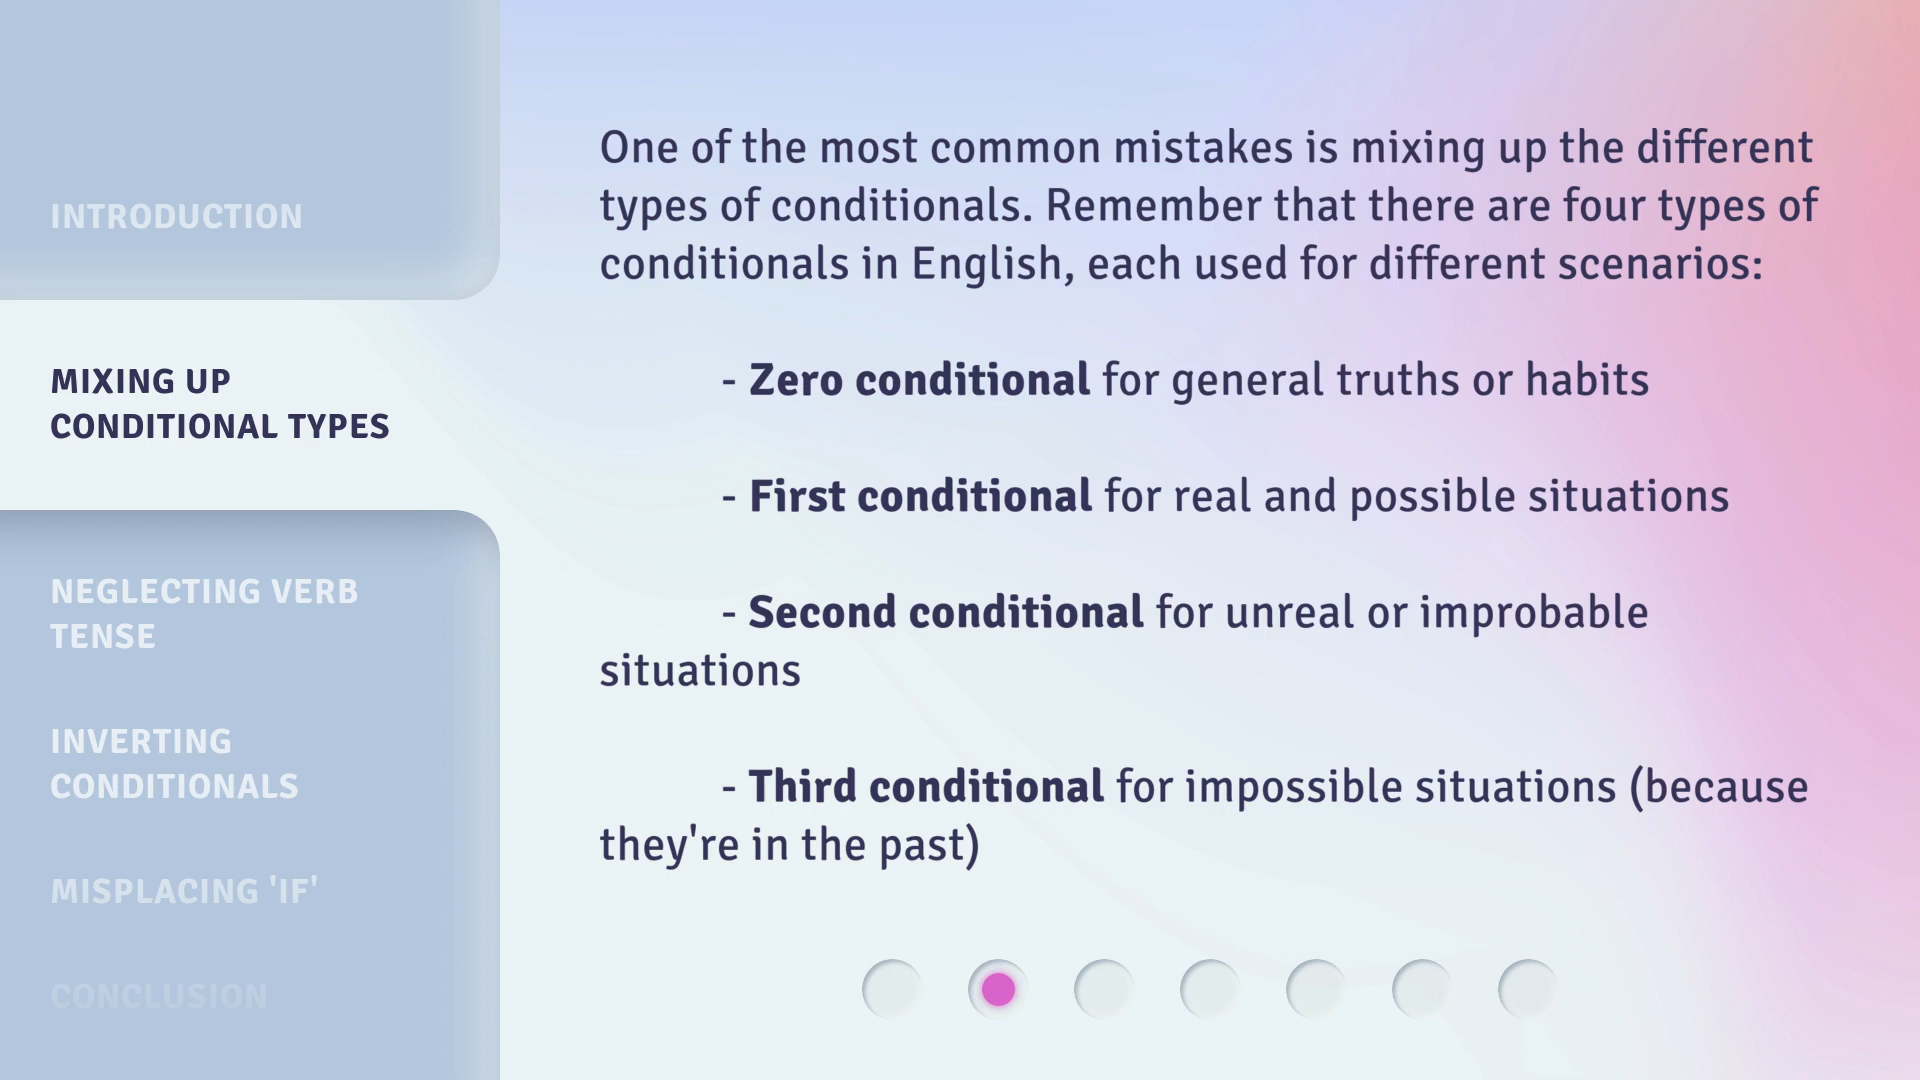 INTRODUCTION
MIXING UP
CONDITIONAL TYPES
NEGLECTING VERB
TENSE
INVERTING
CONDITIONALS
MISPLACING 'IF'
CONCLUSION
One of the most common mistakes is mixing up the different
types of conditionals. Remember that there are four types of
conditionals in English, each used for different scenarios:
- Zero conditional for general truths or habits
- First conditional for real and possible situations
- Second conditional for unreal or improbable
situations
- Third conditional for impossible situations (because
they're in the past)